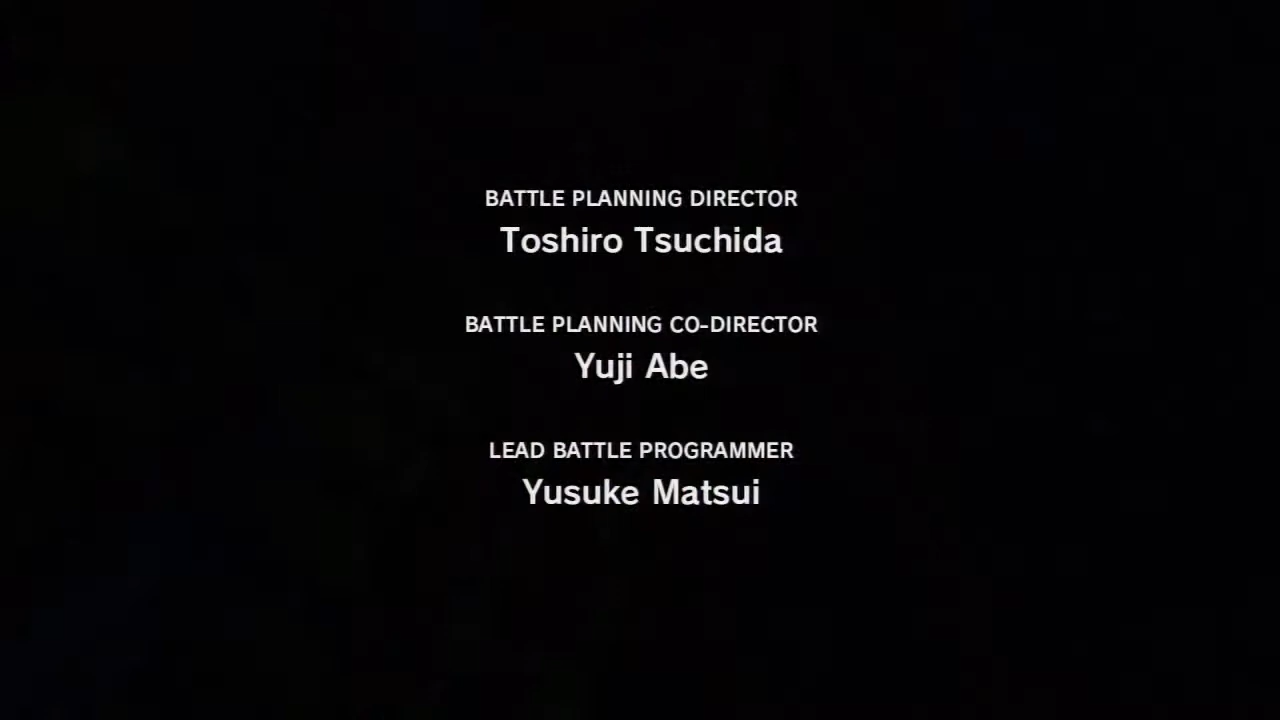 BATTLE PLANNING DIRECTOR
Toshiro Tsuchida
BATTLE PLANNING CO-DIRECTOR
Yuji Abe
LEAD BATTLE PROGRAMMER
Yusuke Matsui